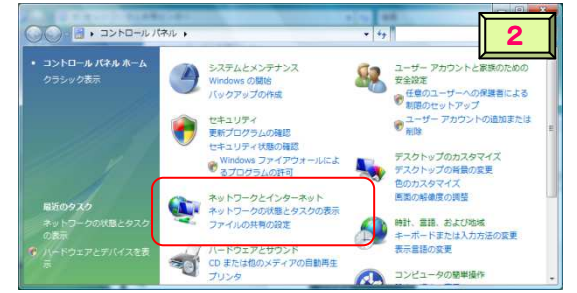 2
コントロール パネル
コントロール パネル ホーム
クラシック表示
システムとメンテナンス
Windows の開始
バックアップの作成
セキュリティ
更新プログラムの確認
セキュリティ状態の確認
Windows ファイアウォールによ
るプログラムの許可
ネットワークとインターネット
ネットワークの状態とタスクの表示
ファイルの共有の設定
ハードウェアとサウンド
CD または他のメディアの自動再生
プリンタ
ユーザー アカウントと家族のための
安全設定
任意のユーザーへの保護者による
制限のセットアップ
ユーザー アカウントの追加または
削除
デスクトップのカスタマイズ
デスクトップの背景の変更
色のカスタマイズ
画面の解像度の調整
時計、言語、および地域
キーボードまたは入力方法の変更
表示言語の変更
コンピュータの簡単操作
最近のタスク
ネットワークの状態とタスク
の表示
ハードウェアとデバイスを表
示